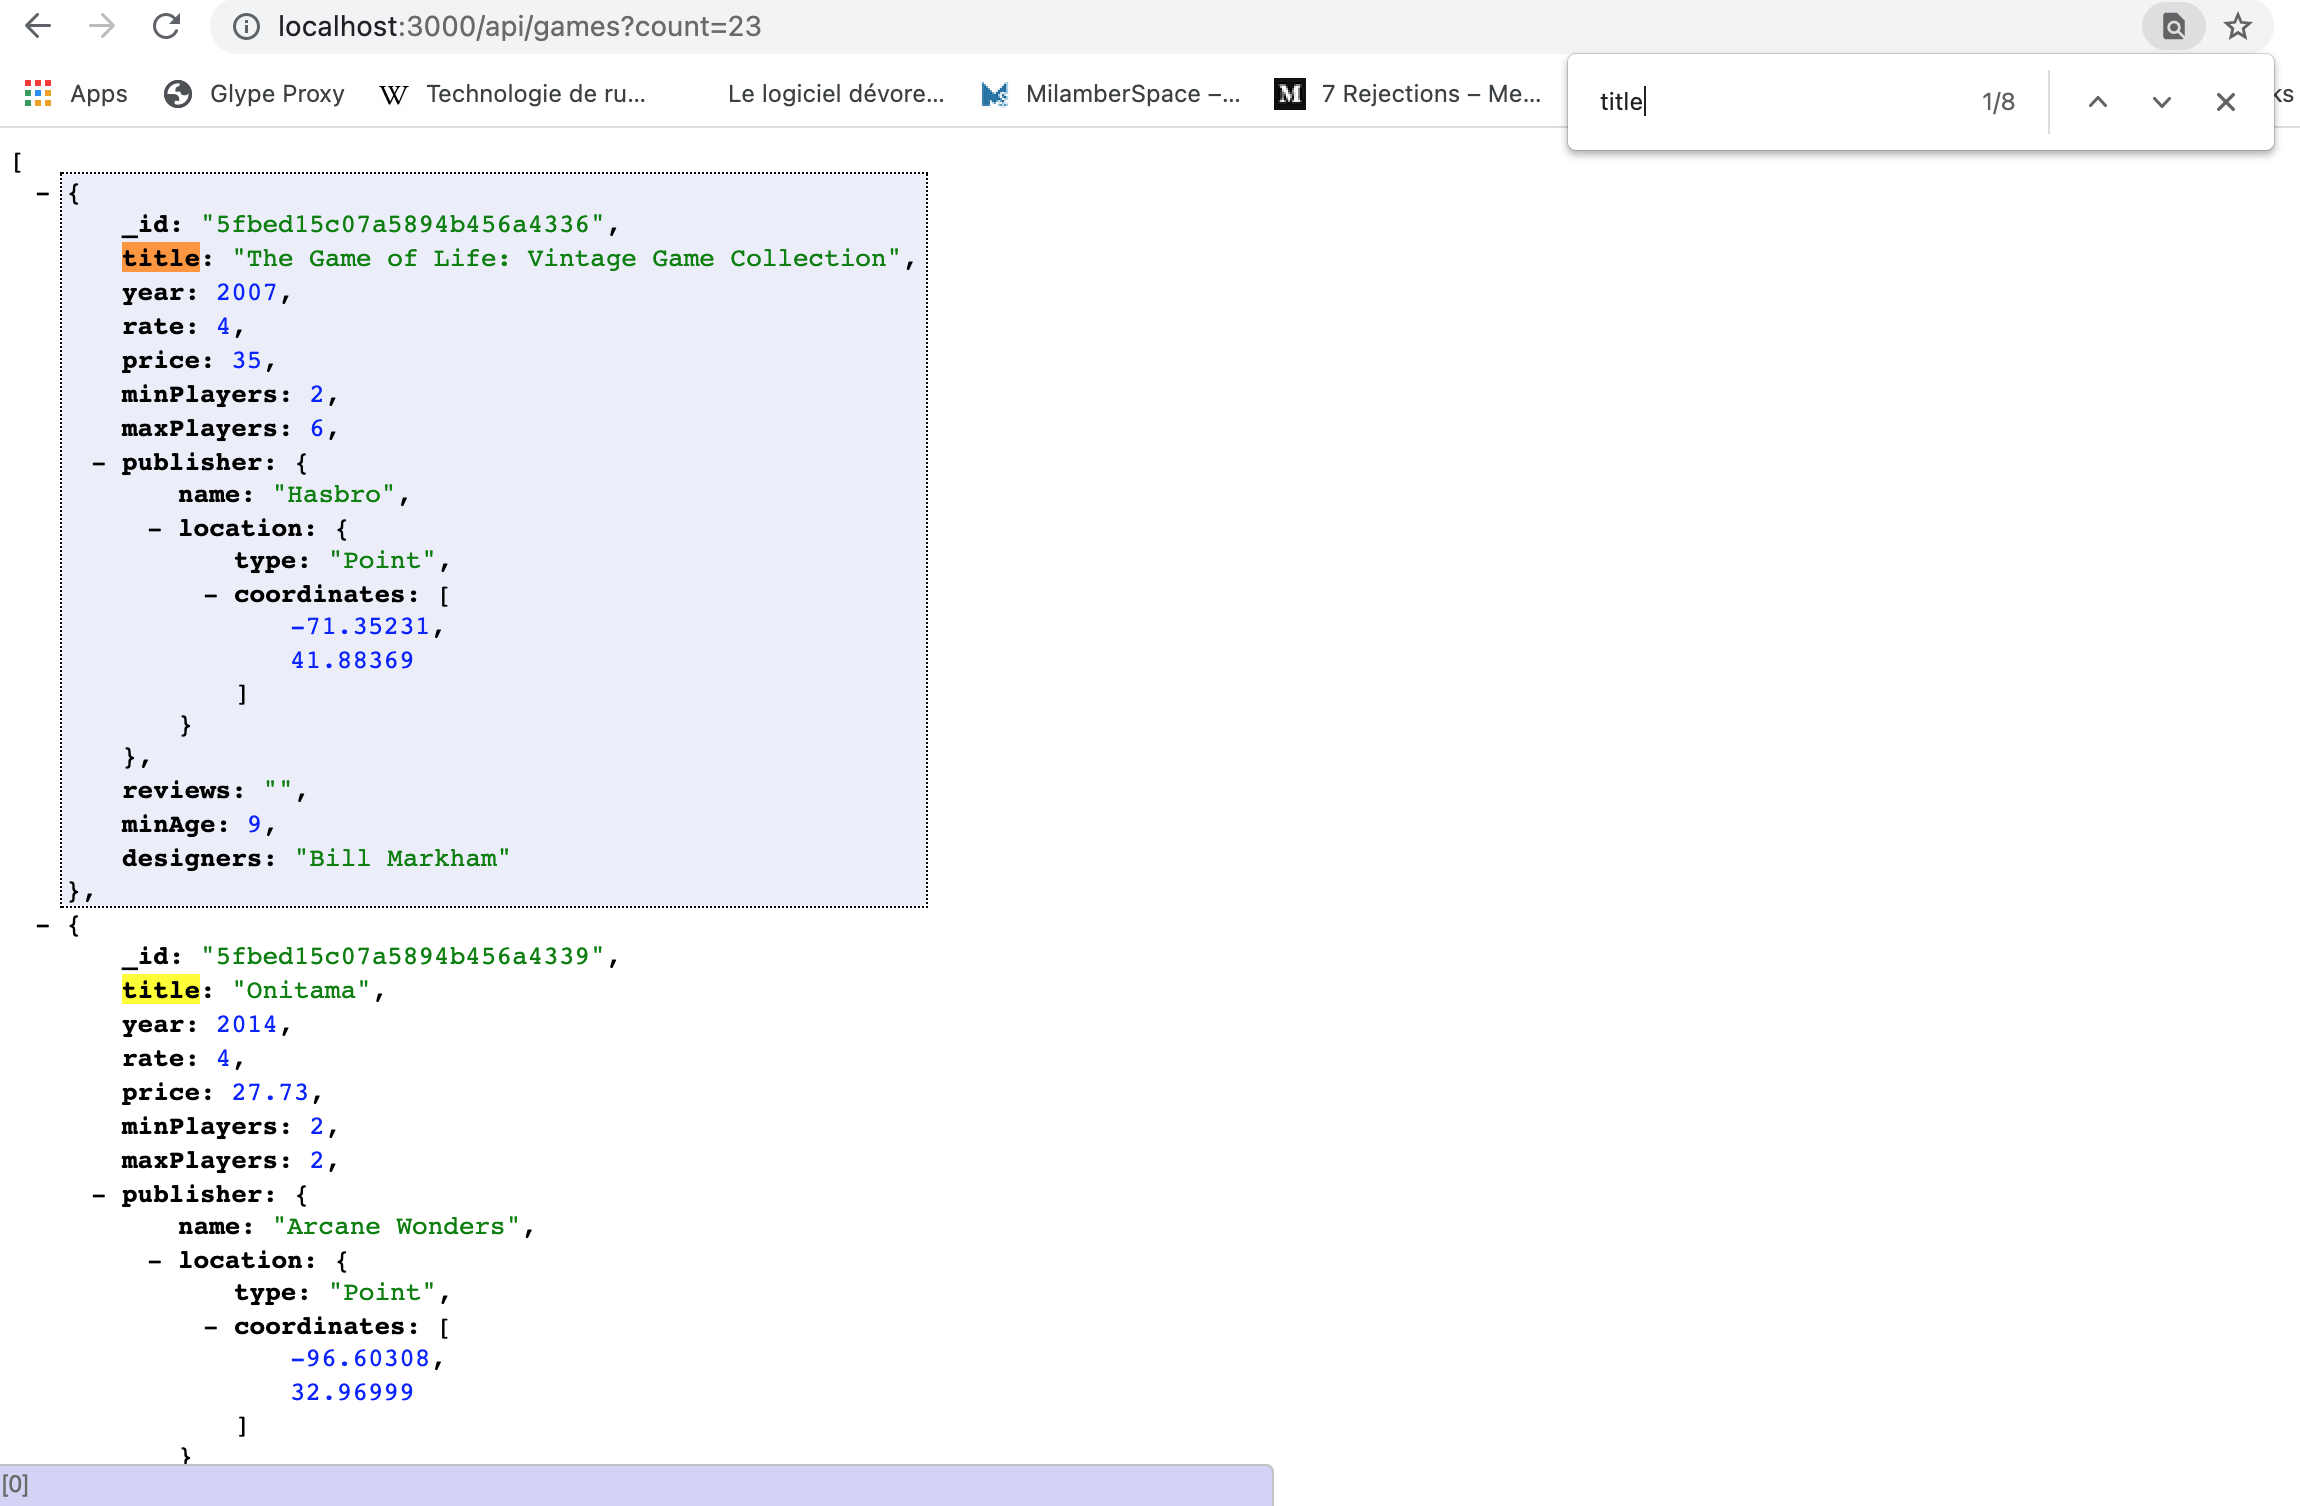 localhost:3000/api/games?count=23
Apps Glype Proxy W Technologie de ru... Le logiciel dévore... MilamberSpace –... M 7 Rejections – Me... ks
title 1/8
[
- {
_id: "5fbed15c07a5894b456a4336",
title: "The Game of Life: Vintage Game Collection",
year: 2007,
rate: 4,
price: 35,
minPlayers: 2,
maxPlayers: 6,
- publisher: {
name: "Hasbro",
- location: {
type: "Point",
- coordinates: [
-71.35231,
41.88369
]
}
},
reviews: "",
minAge: 9,
designers: "Bill Markham"
},
- {
_id: "5fbed15c07a5894b456a4339",
title: "Onitama",
year: 2014,
rate: 4,
price: 27.73,
minPlayers: 2,
maxPlayers: 2,
- publisher: {
name: "Arcane Wonders",
- location: {
type: "Point",
- coordinates: [
-96.60308,
32.96999
]
}
[0]